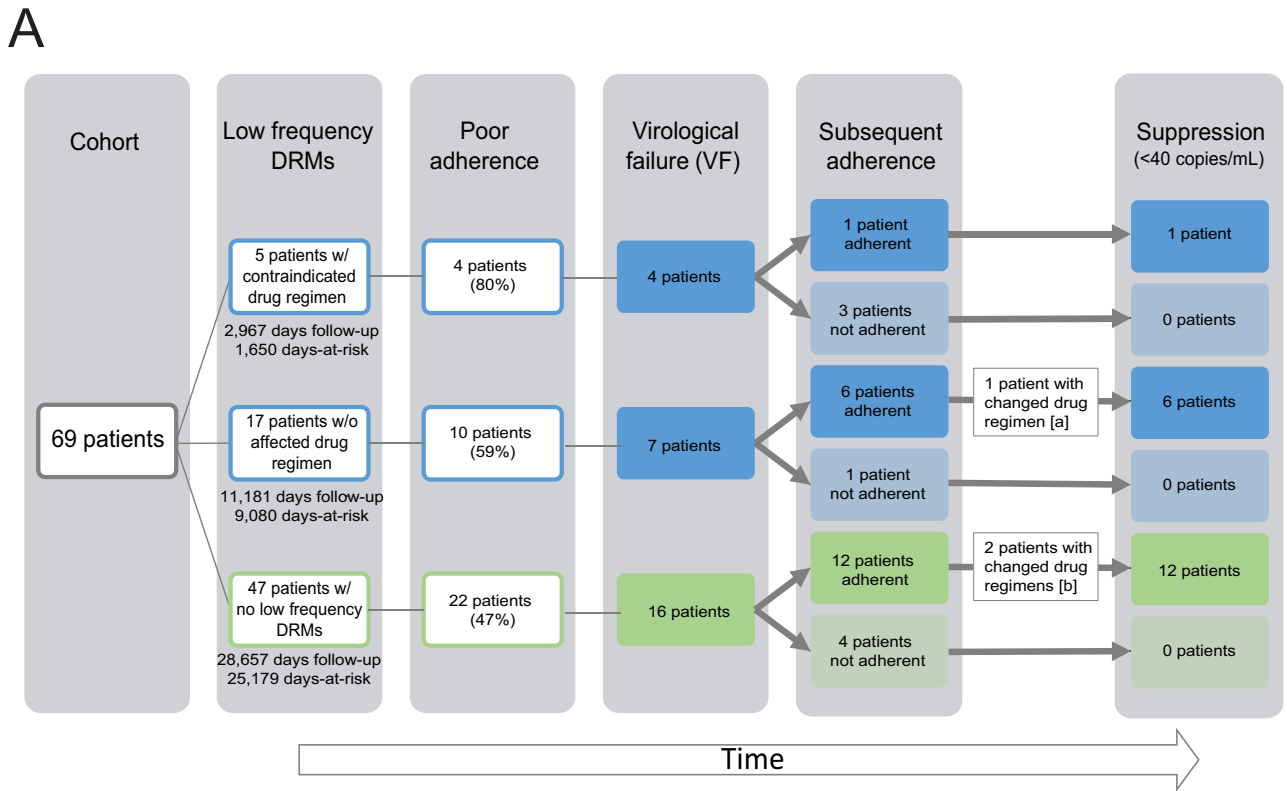 A
Cohort
69 patients
Low frequency
DRMs
5 patients w/
contraindicated
drug regimen
2,967 days follow-up
1,650 days-at-risk
17 patients w/o
affected drug
regimen
11,181 days follow-up
9,080 days-at-risk
47 patients w/
no low frequency
DRMs
28,657 days follow-up
25,179 days-at-risk
Poor
adherence
4 patients
(80%)
10 patients
(59%)
22 patients
(47%)
Virological
failure (VF)
4 patients
7 patients
16 patients
Subsequent
adherence
1 patient
adherent
3 patients
not adherent
6 patients
adherent
1 patient
not adherent
12 patients
adherent
4 patients
not adherent
1 patient with
changed drug
regimen [a]
2 patients with
changed drug
regimens [b]
Suppression
(<40 copies/mL)
1 patient
0 patients
6 patients
0 patients
12 patients
0 patients
Time